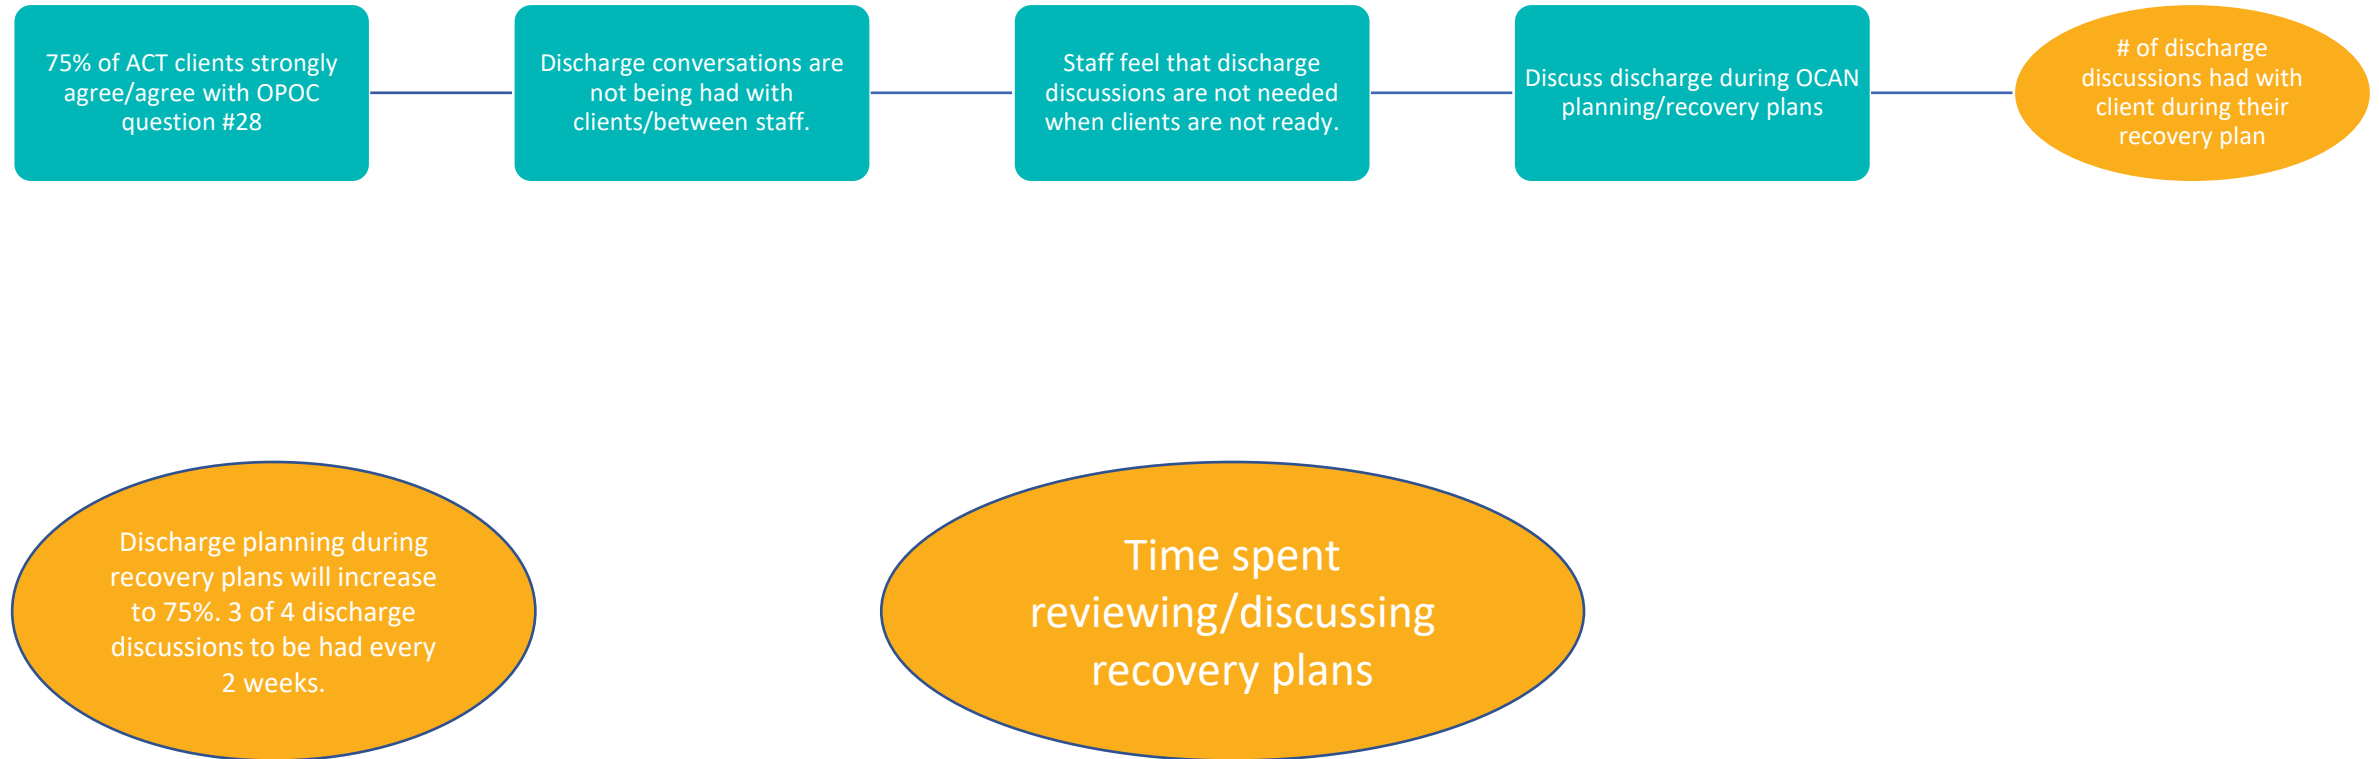 75% of ACT clients strongly
agree/agree with OPOC
question #28
Discharge conversations are
not being had with
clients/between staff.
Staff feel that discharge
discussions are not needed
when clients are not ready.
Discuss discharge during OCAN
planning/recovery plans
# of discharge
discussions had with
client during their
recovery plan
Discharge planning during
recovery plans will increase
to 75%. 3 of 4 discharge
discussions to be had every
2 weeks.
Time spent
reviewing/discussing
recovery plans